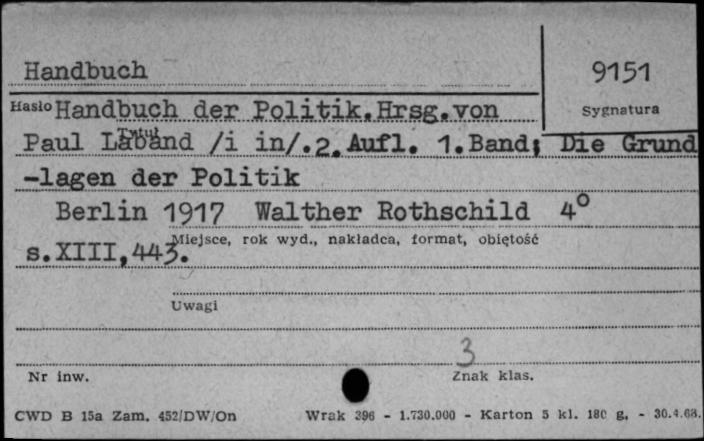 Handbuch
9151
Hasło Handbuch der Politik.Hrsg.von
Sygnatura
Tytuł
Paul Laband /i in/.2.Aufl. 1.Band; Die Grund
-lagen der Politik
Berlin 1917 Walther Rothschild 4°
Miejsce, rok wyd., nakładca, format, obiętość
s.XIII,443.
Uwagi
3
Nr inw.
Znak klas.
CWD B 15a Zam. 452/DW/On Wrak 396 - 1.730.000 - Karton 5 kl. 180 g. - 30.4.68.